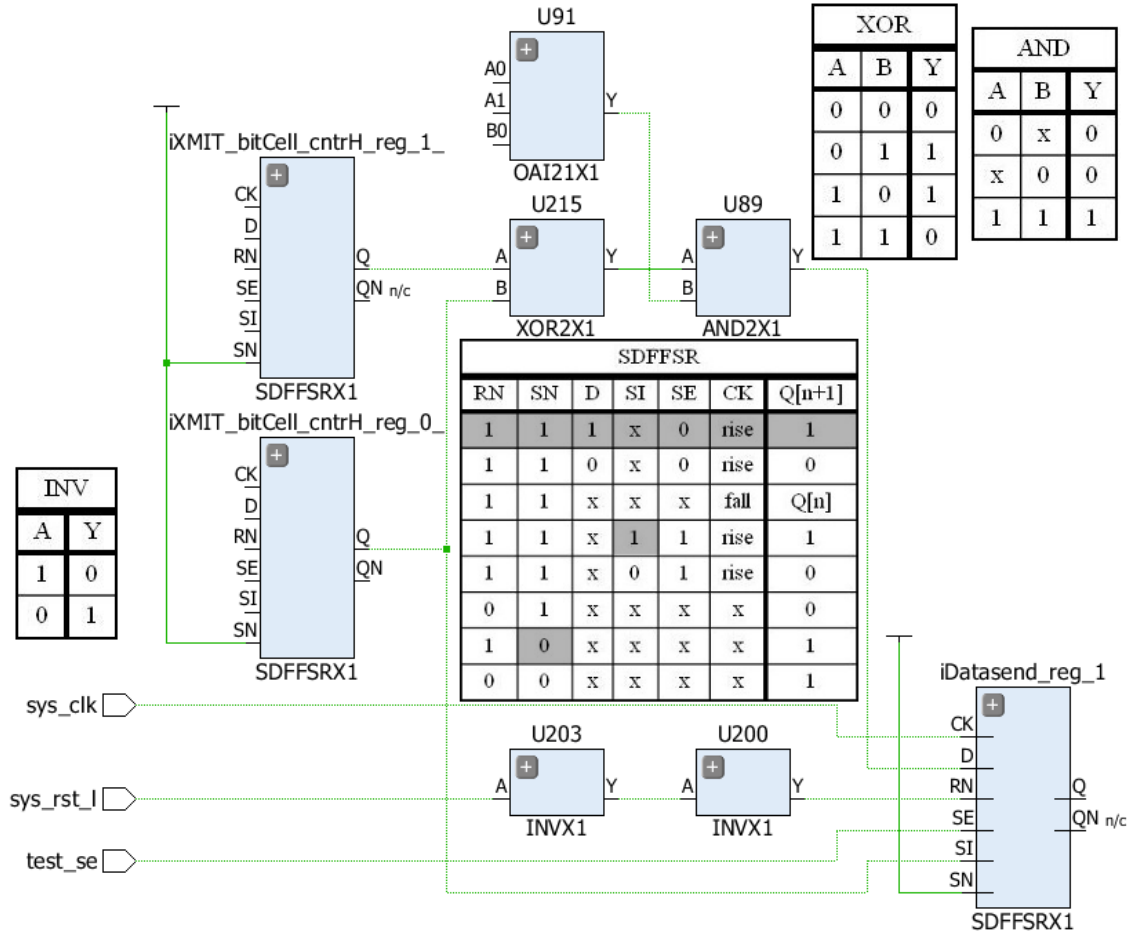 U91
A0
A1
B0
Y
OAI21X1
XOR
A B Y
0 0 0
0 1 1
1 0 1
1 1 0
AND
A B Y
0 x 0
x 0 0
1 1 1
iXMIT_bitCell_cntrH_reg_1_
CK
D
RN
SE
SI
SN
Q
QN n/c
SDFFSRX1
U215
A
B
Y
XOR2X1
U89
A
B
Y
AND2X1
iXMIT_bitCell_cntrH_reg_0_
CK
D
RN
SE
SI
SN
Q
QN
SDFFSRX1
SDFFSR
RN SN D SI SE CK Q[n+1]
1 1 1 x 0 rise 1
1 1 0 x 0 rise 0
1 1 x x x fall Q[n]
1 1 x 1 1 rise 1
1 1 x 0 1 rise 0
0 1 x x x x 0
1 0 x x x x 1
0 0 x x x x 1
INV
A Y
1 0
0 1
sys_clk
sys_rst_l
test_se
U203
A
Y
INVX1
U200
A
Y
INVX1
iDatasend_reg_1
CK
D
RN
SE
SI
SN
Q
QN n/c
SDFFSRX1